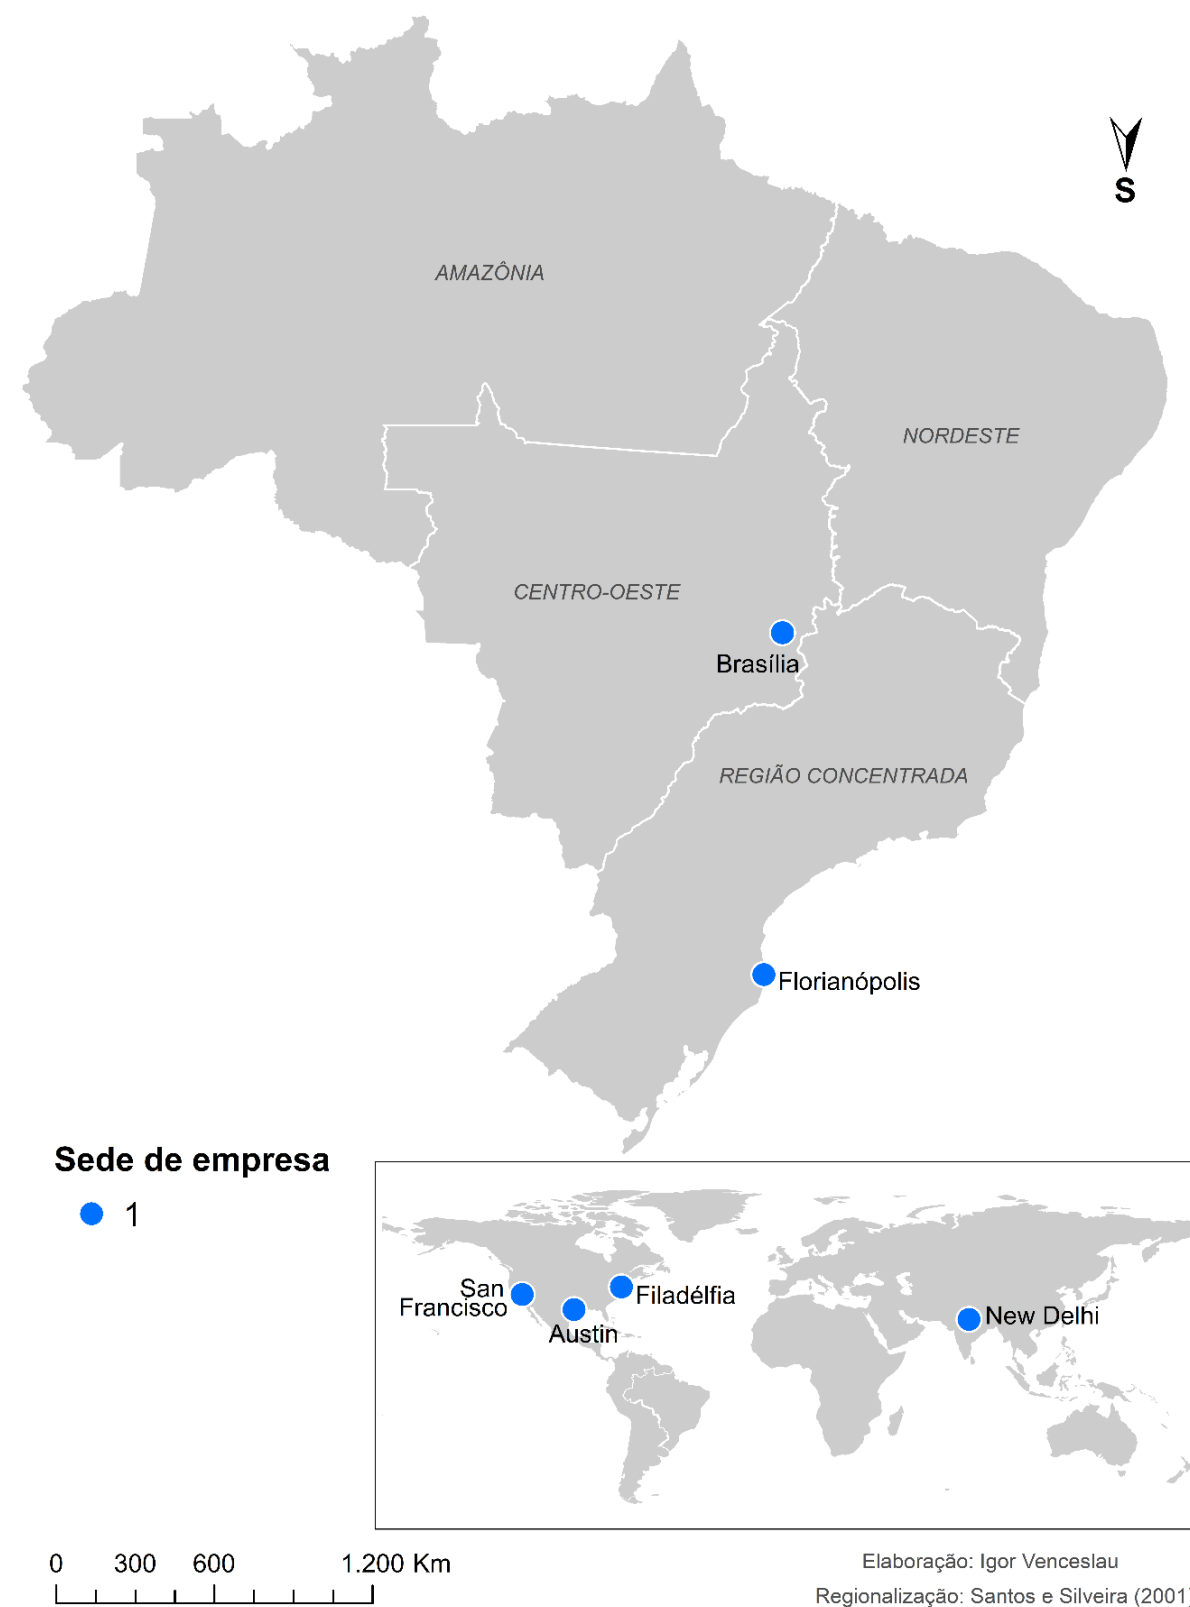 S
AMAZÔNIA
NORDESTE
CENTRO-OESTE
Brasília
REGIÃO CONCENTRADA
Florianópolis
Sede de empresa
1
San
Francisco
Filadélfia
Austin
New Delhi
0 300 600 1.200 Km
Elaboração: Igor Venceslau
Regionalização: Santos e Silveira (2001)